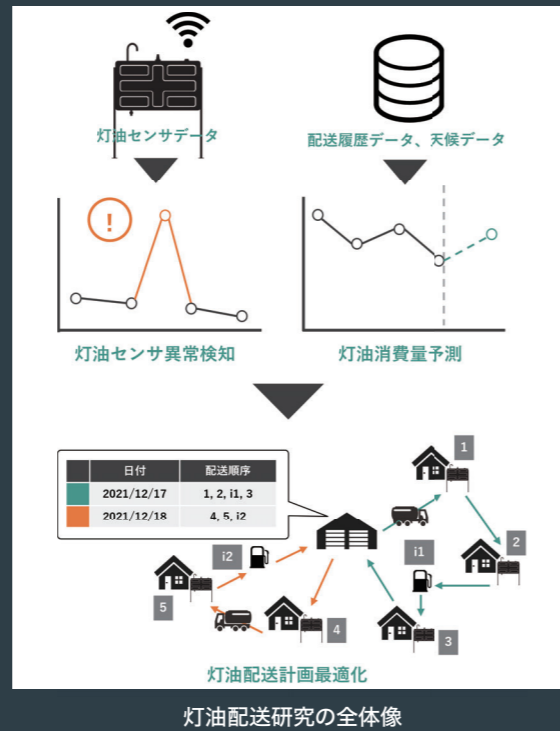 灯油センサデータ
配送履歴データ、天候データ
!
灯油センサ異常検知
灯油消費量予測
日付 配送順序
2021/12/17 1, 2, i1, 3
2021/12/18 4, 5, i2
1
2
i1
3
i2
5
4
灯油配送計画最適化
灯油配送研究の全体像